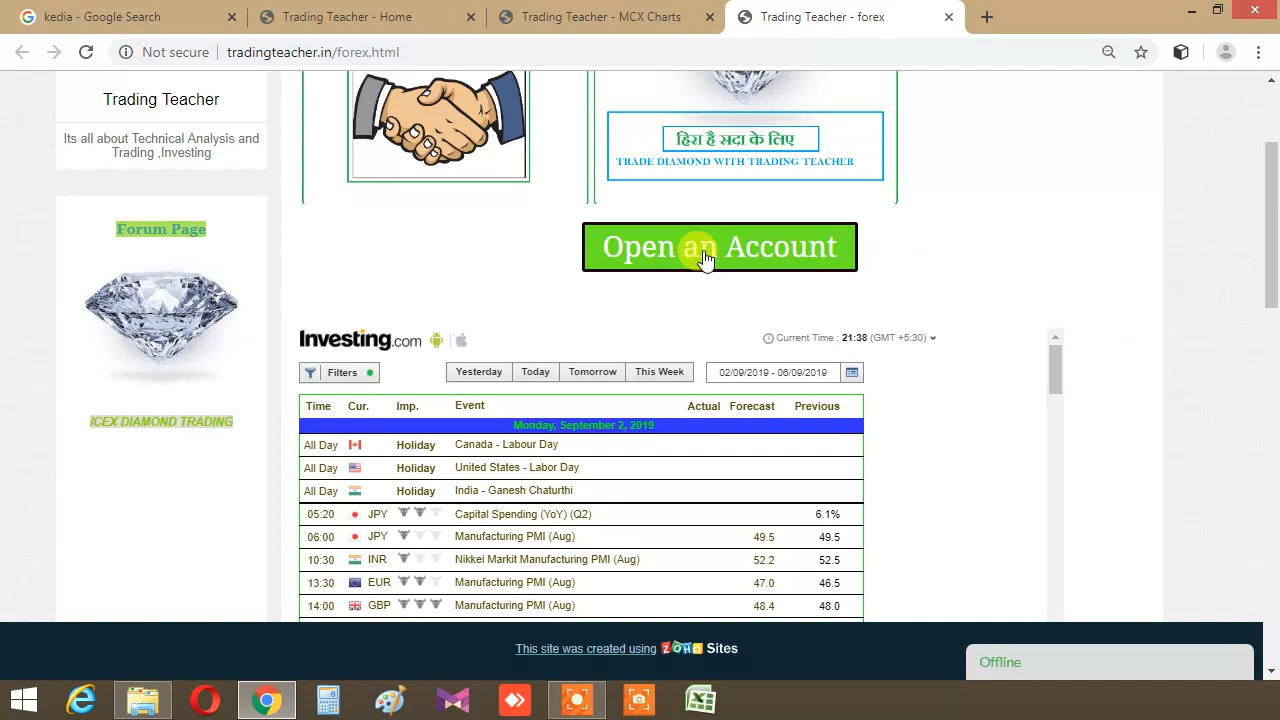 kedia - Google Search
Trading Teacher - Home
Trading Teacher - MCX Charts
Trading Teacher - forex
Not secure
tradingteacher.in/forex.html
Trading Teacher
Its all about Technical Analysis and
Trading ,Investing
Forum Page
ICEX DIAMOND TRADING
हिरा है सदा के लिए
TRADE DIAMOND WITH TRADING TEACHER
Open an Account
Investing.com
Current Time : 21:38 (GMT +5:30)
Filters
Yesterday Today Tomorrow This Week
02/09/2019 - 06/09/2019
Time Cur. Imp. Event Actual Forecast Previous
Monday, September 2, 2019
All Day Holiday Canada - Labour Day
All Day Holiday United States - Labor Day
All Day Holiday India - Ganesh Chaturthi
05:20 JPY Capital Spending (YoY) (Q2) 6.1%
06:00 JPY Manufacturing PMI (Aug) 49.5 49.5
10:30 INR Nikkei Markit Manufacturing PMI (Aug) 52.2 52.5
13:30 EUR Manufacturing PMI (Aug) 47.0 46.5
14:00 GBP Manufacturing PMI (Aug) 48.4 48.0
This site was created using ZOHO Sites
Offline